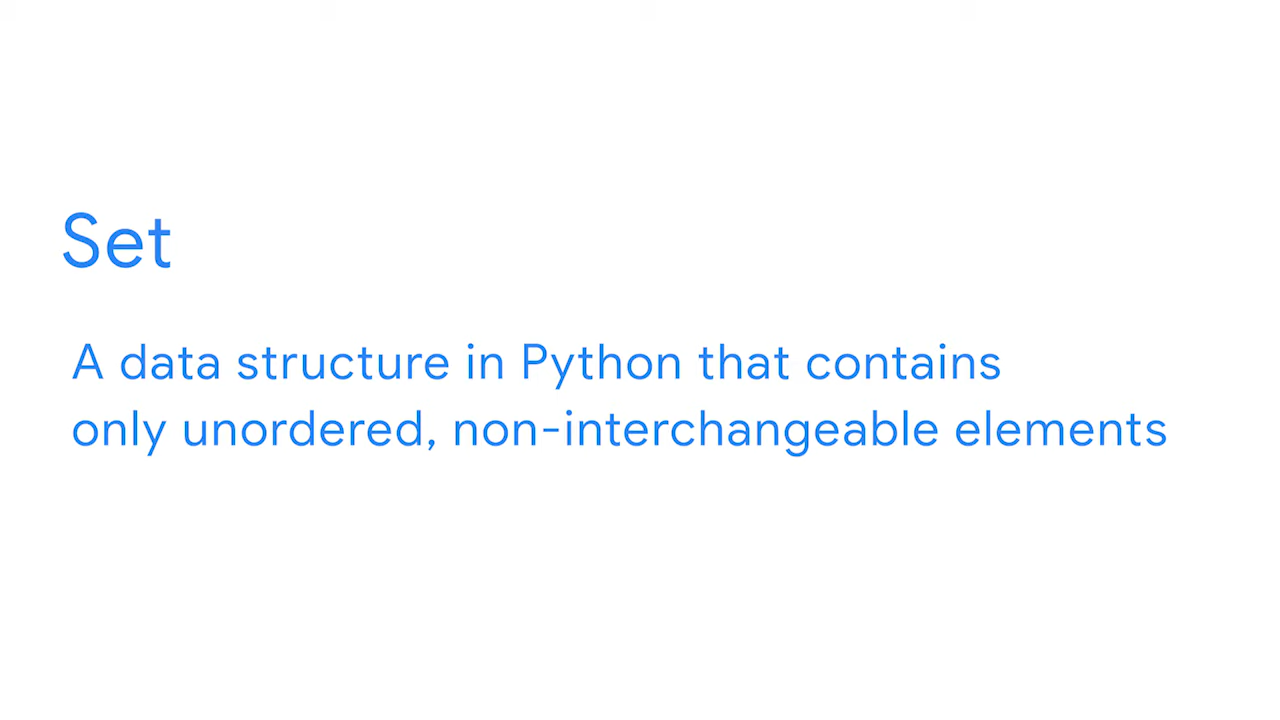 Set
A data structure in Python that contains
only unordered, non-interchangeable elements